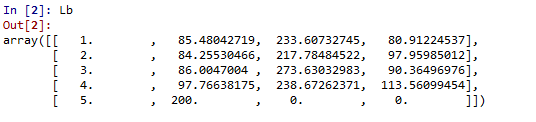 In [2]: Lb
Out[2]:
array([[   1.        ,   85.48042719,  233.60732745,   80.91224537],
       [   2.        ,   84.25530466,  217.78484522,   97.95985012],
       [   3.        ,   86.0047004 ,  273.63032983,   90.36496976],
       [   4.        ,   97.76638175,  238.67262371,  113.56099454],
       [   5.        ,  200.        ,    0.        ,    0.        ]])